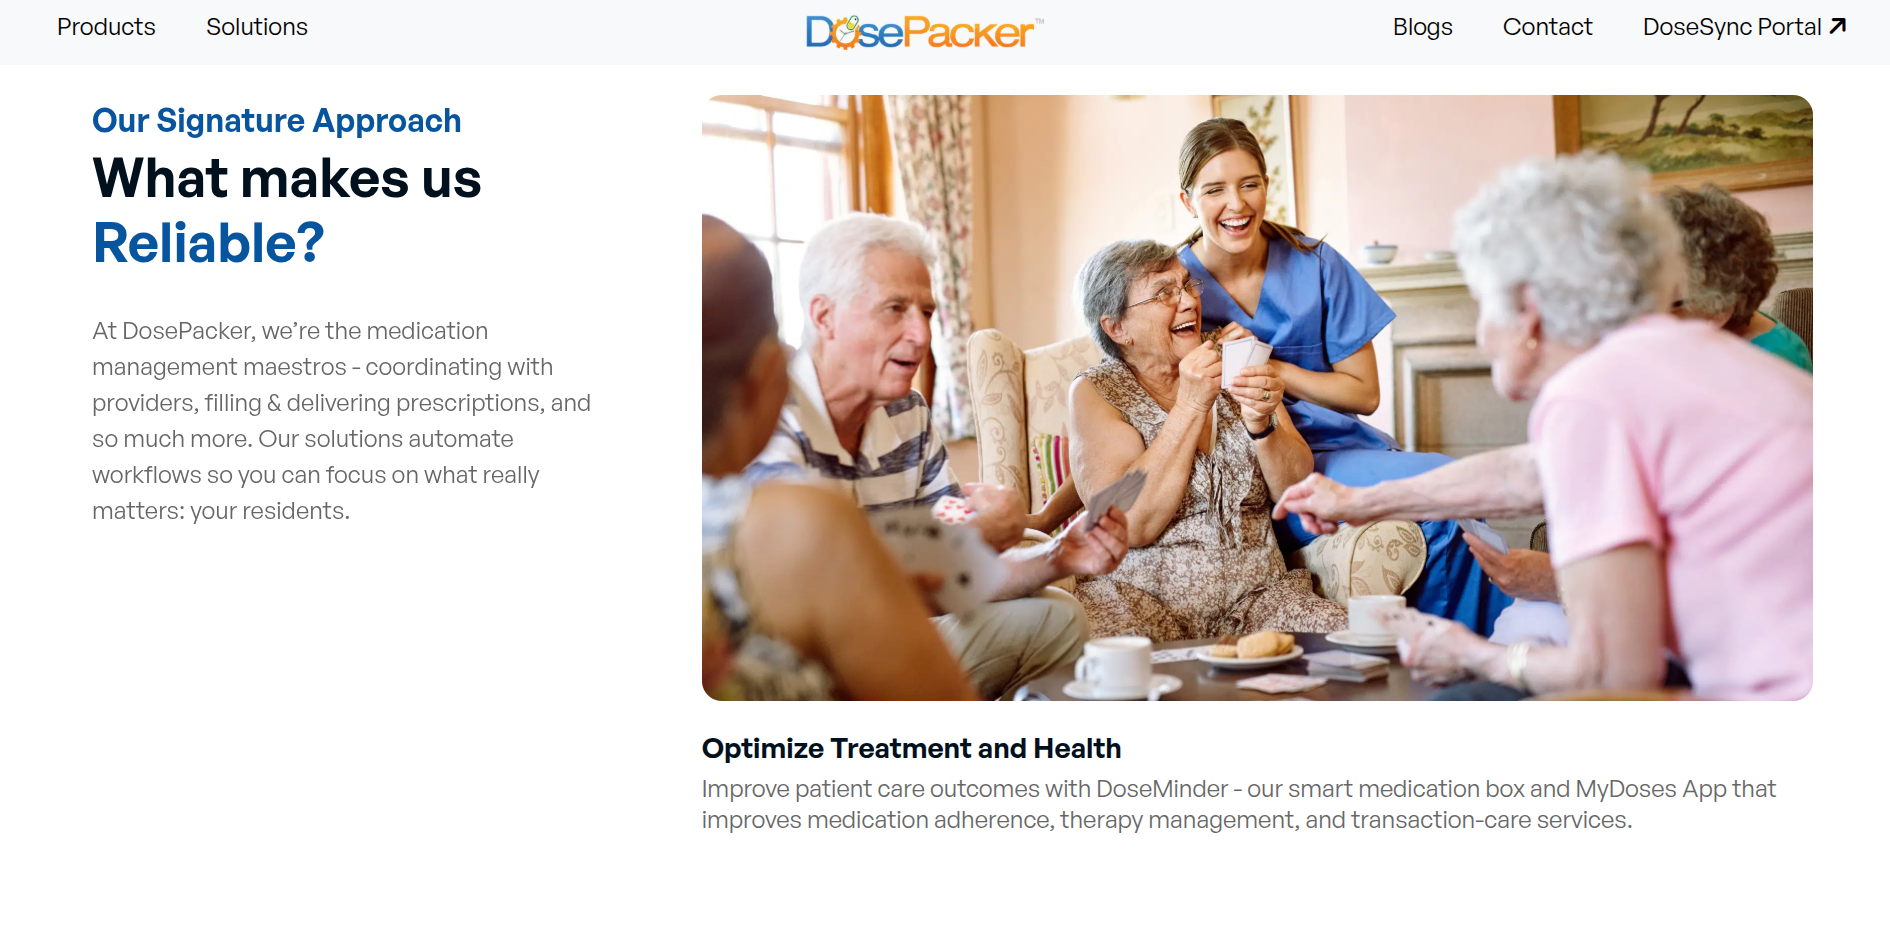 Products
Solutions
DosePacker™
Blogs
Contact
DoseSync Portal
Our Signature Approach
What makes us
Reliable?
At DosePacker, we’re the medication
management maestros - coordinating with
providers, filling & delivering prescriptions, and
so much more. Our solutions automate
workflows so you can focus on what really
matters: your residents.
Optimize Treatment and Health
Improve patient care outcomes with DoseMinder - our smart medication box and MyDoses App that
improves medication adherence, therapy management, and transaction-care services.